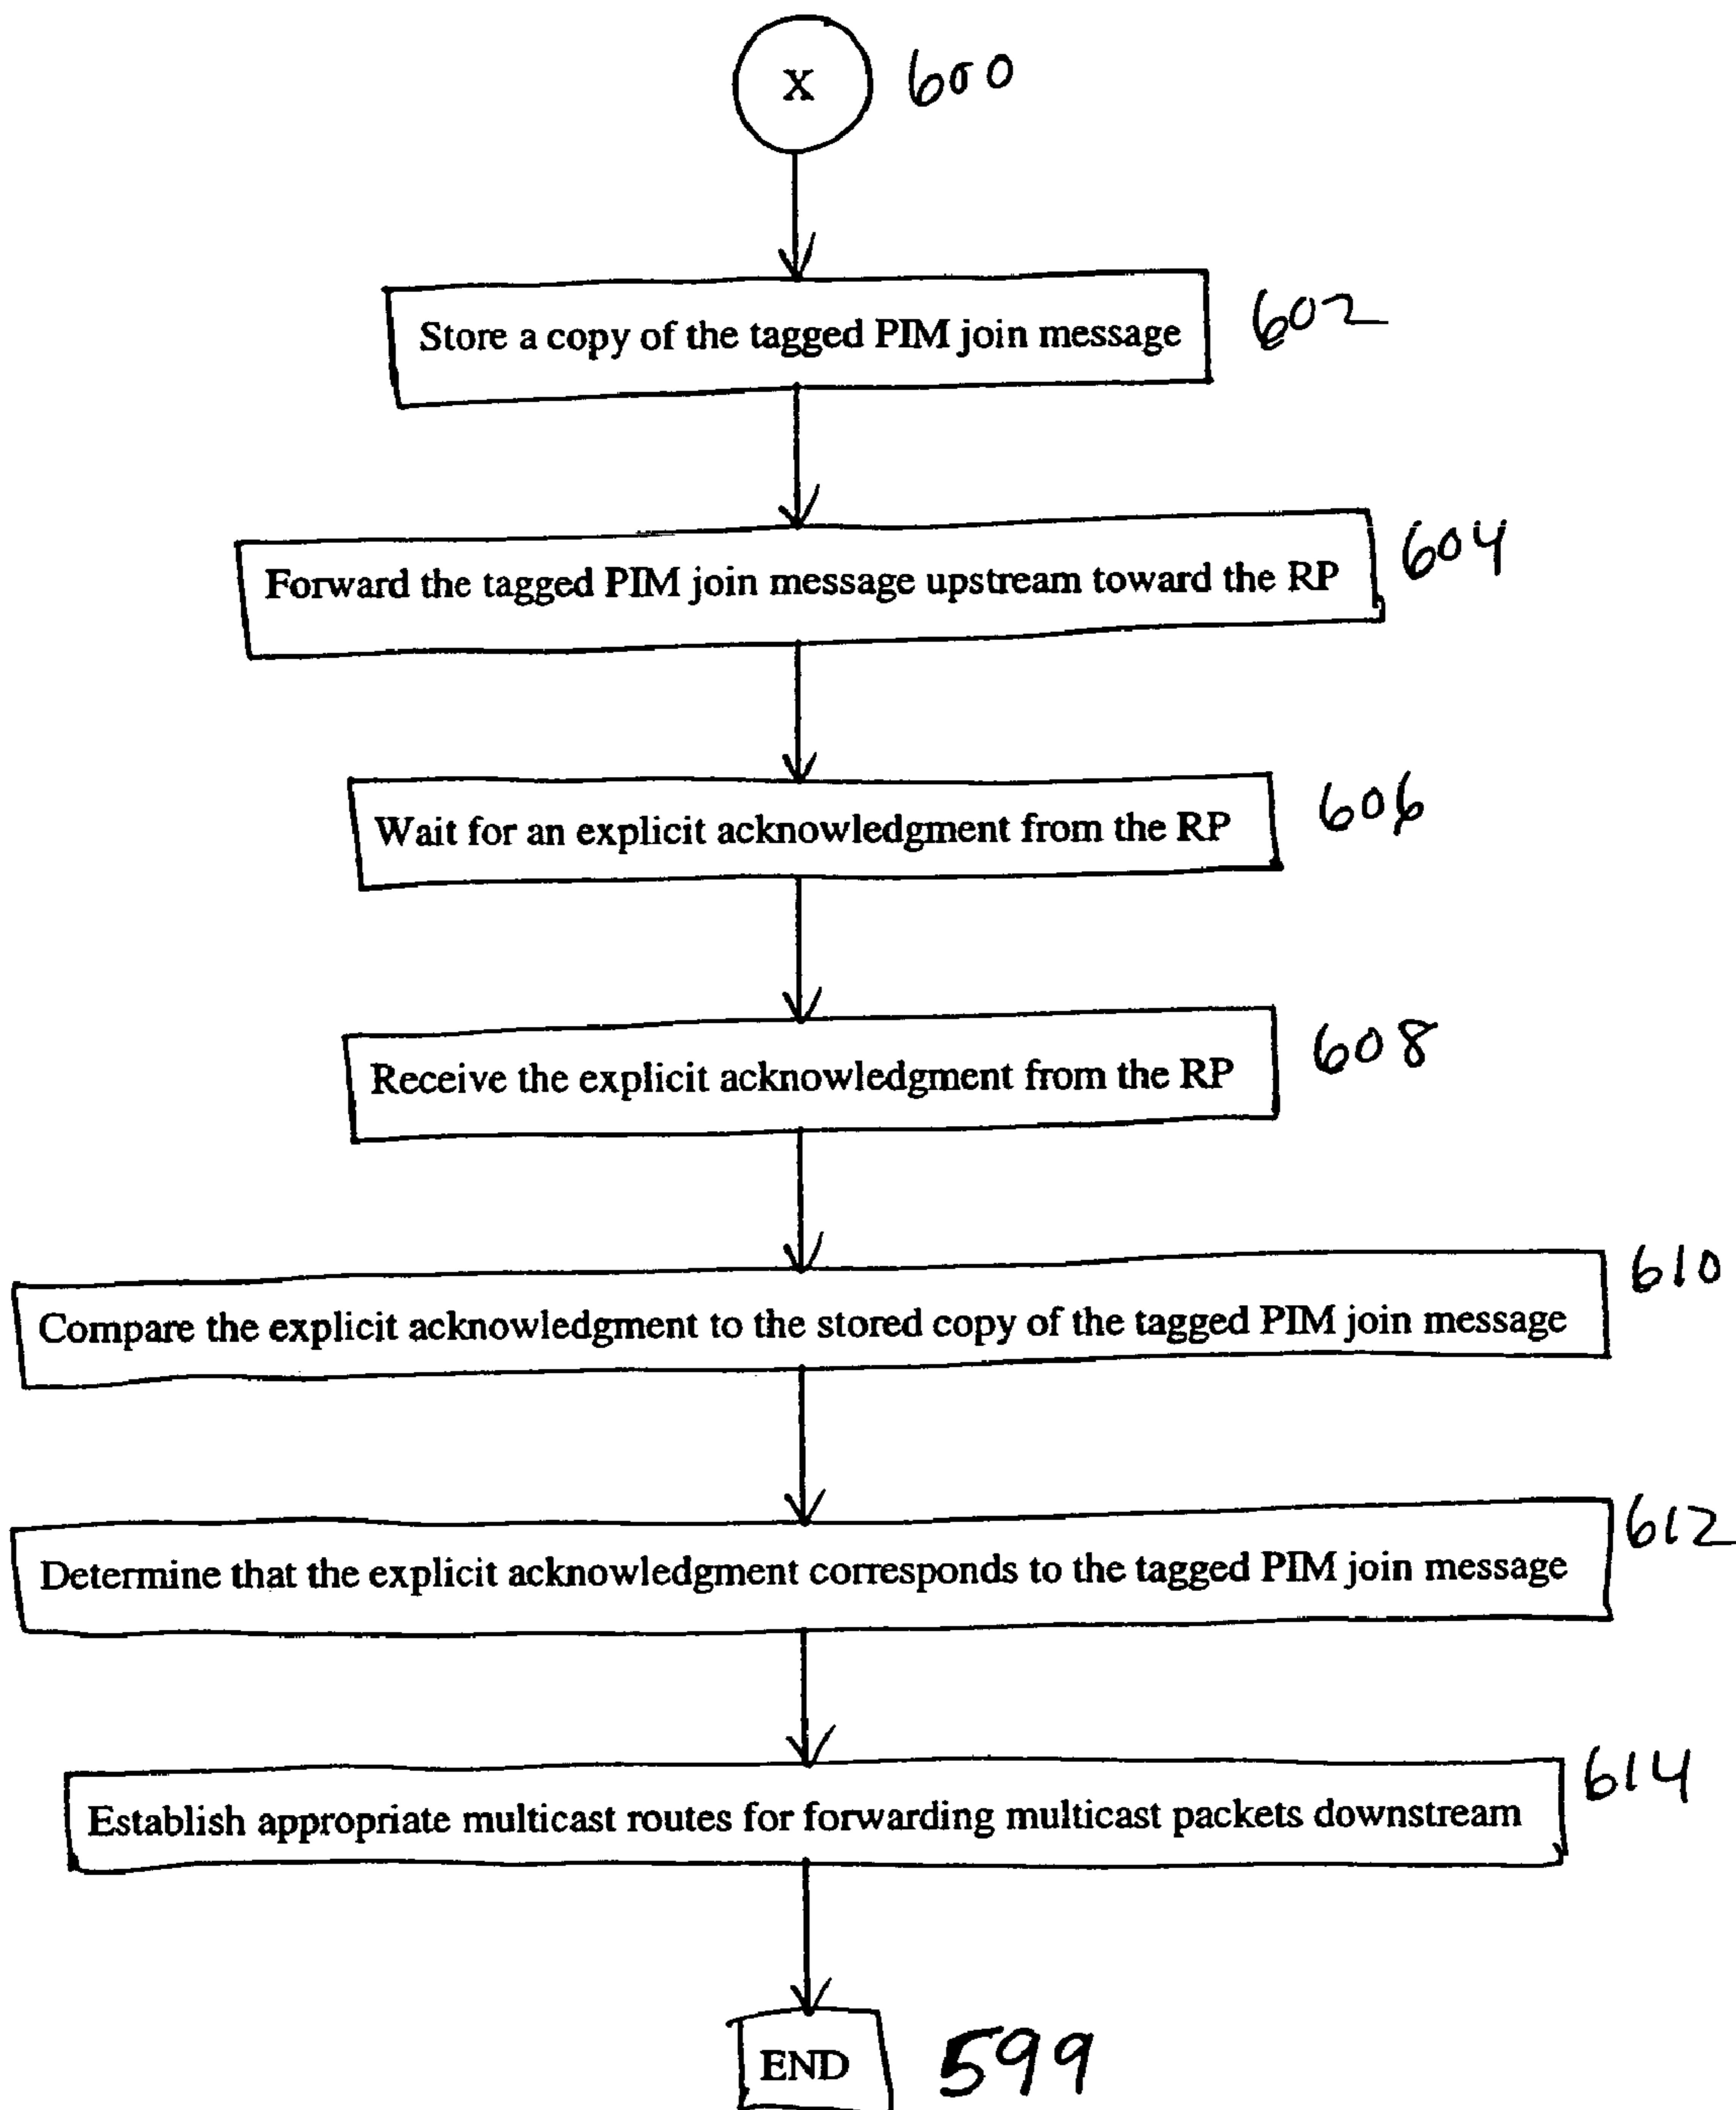 X 600
Store a copy of the tagged PIM join message 602
Forward the tagged PIM join message upstream toward the RP 604
Wait for an explicit acknowledgment from the RP 606
Receive the explicit acknowledgment from the RP 608
Compare the explicit acknowledgment to the stored copy of the tagged PIM join message 610
Determine that the explicit acknowledgment corresponds to the tagged PIM join message 612
Establish appropriate multicast routes for forwarding multicast packets downstream 614
END 599